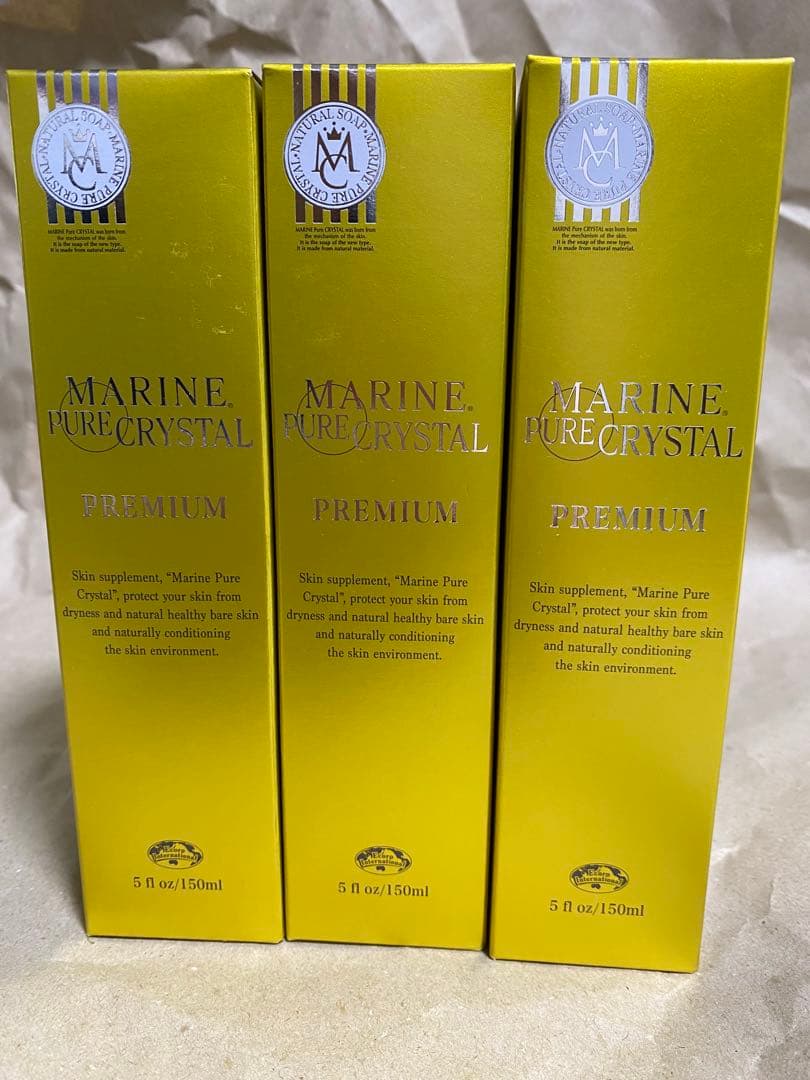 NATURAL SOAP・MARINE PURE CRYSTAL・
MC
MARINE Pure CRYSTAL was born from
the mechanism of the skin.
It is the soap of the new type.
It is made from natural material.
MARINE®
PURE CRYSTAL
PREMIUM
Skin supplement, “Marine Pure
Crystal”, protect your skin from
dryness and natural healthy bare skin
and naturally conditioning
the skin environment.
International
5 fl oz/150ml
NATURAL SOAP・MARINE PURE CRYSTAL・
MC
MARINE Pure CRYSTAL was born from
the mechanism of the skin.
It is the soap of the new type.
It is made from natural material.
MARINE®
PURE CRYSTAL
PREMIUM
Skin supplement, “Marine Pure
Crystal”, protect your skin from
dryness and natural healthy bare skin
and naturally conditioning
the skin environment.
International
5 fl oz/150ml
NATURAL SOAP・MARINE PURE CRYSTAL・
MC
MARINE Pure CRYSTAL was born from
the mechanism of the skin.
It is the soap of the new type.
It is made from natural material.
MARINE®
PURE CRYSTAL
PREMIUM
Skin supplement, “Marine Pure
Crystal”, protect your skin from
dryness and natural healthy bare skin
and naturally conditioning
the skin environment.
International
5 fl oz/150ml